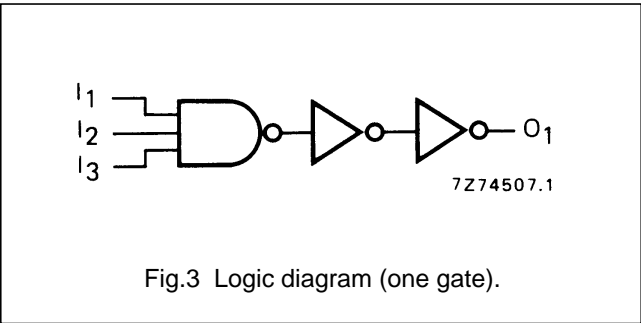 I1
I2
I3
O1
7Z74507.1
Fig.3 Logic diagram (one gate).